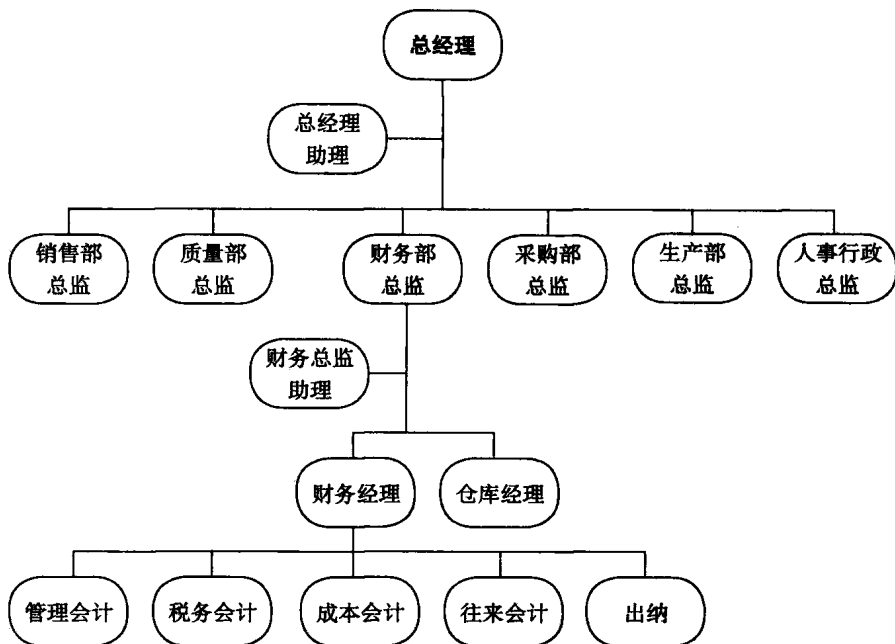 总经理
总经理
助理
销售部
总监
质量部
总监
财务部
总监
采购部
总监
生产部
总监
人事行政
总监
财务总监
助理
财务经理
仓库经理
管理会计
税务会计
成本会计
往来会计
出纳